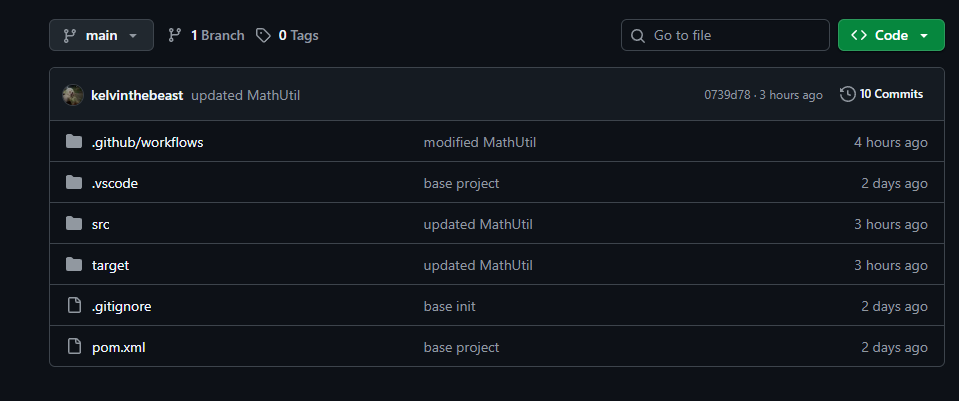 main 1 Branch 0 Tags Go to file Code
kelvinthebeast updated MathUtil 0739d78 · 3 hours ago 10 Commits
.github/workflows modified MathUtil 4 hours ago
.vscode base project 2 days ago
src updated MathUtil 3 hours ago
target updated MathUtil 3 hours ago
.gitignore base init 2 days ago
pom.xml base project 2 days ago